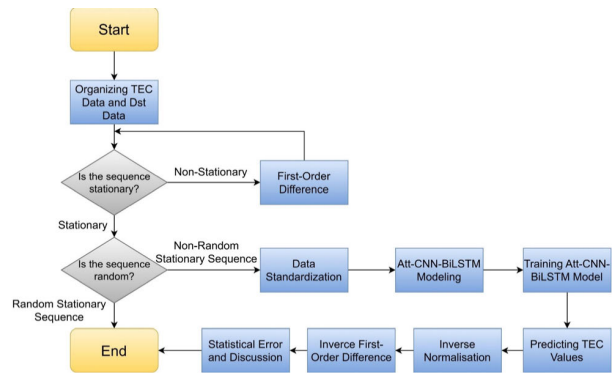 Start
Organizing TEC
Data and Dst
Data
Is the sequence
stationary?
Non-Stationary
First-Order
Difference
Stationary
Is the sequence
random?
Non-Random
Stationary Sequence
Data
Standardization
Att-CNN-BiLSTM
Modeling
Training Att-CNN-
BiLSTM Model
Random Stationary
Sequence
End
Statistical Error
and Discussion
Inverce First-
Order Difference
Inverse
Normalisation
Predicting TEC
Values